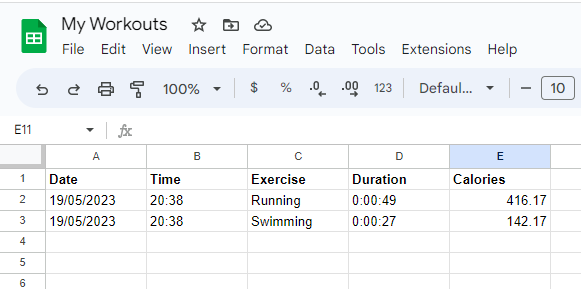 My Workouts
File Edit View Insert Format Data Tools Extensions Help
100% $ % .0 .00 123 Defaul... 10
E11 fx
A B C D E
1 Date Time Exercise Duration Calories
2 19/05/2023 20:38 Running 0:00:49 416.17
3 19/05/2023 20:38 Swimming 0:00:27 142.17
4
5
6